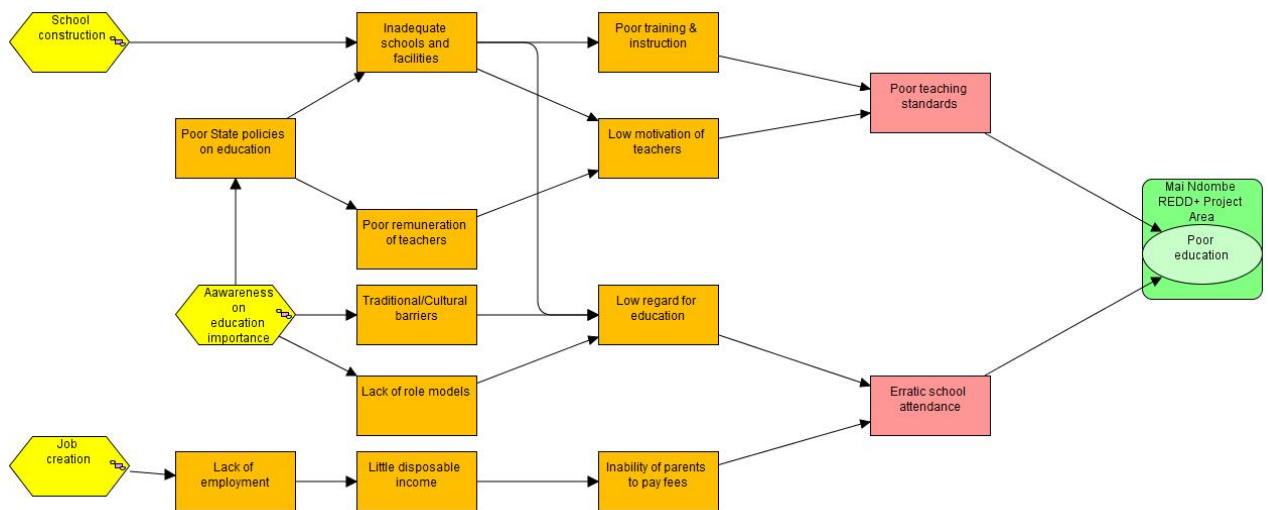 School
construction
Inadequate
schools and
facilities
Poor training &
instruction
Poor teaching
standards
Poor State policies
on education
Low motivation of
teachers
Mai Ndombe
REDD+ Project
Area
Poor
education
Poor remuneration
of teachers
Aawareness
on
education
importance
Traditional/Cultural
barriers
Low regard for
education
Lack of role models
Erratic school
attendance
Job
creation
Lack of
employment
Little disposable
income
Inability of parents
to pay fees